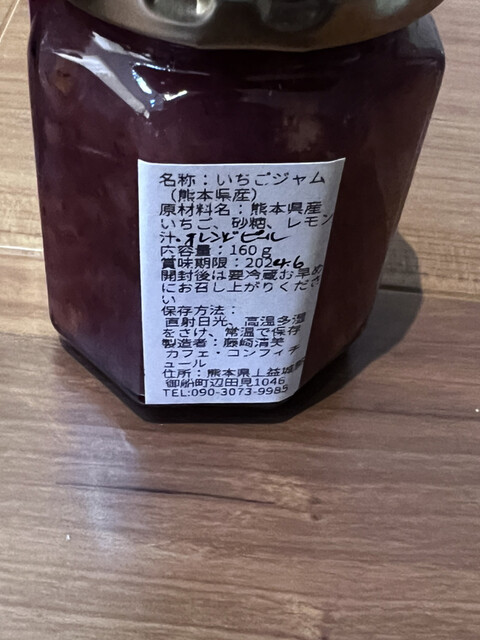 名称：いちごジャム
（熊本県産）
原材料名：熊本県産
いちご、砂糖、レモン
汁、オレンジピール
内容量：160ｇ
賞味期限：2024.6
開封後は要冷蔵お早め
にお召し上がりくださ
い
保存方法：
直射日光、高温多湿
をさけ、常温で保存
製造者：藤崎清美
カフェ・コンフィチ
ュール
住所：熊本県上益城郡
御船町辺田見1046
TEL:090-3073-9985